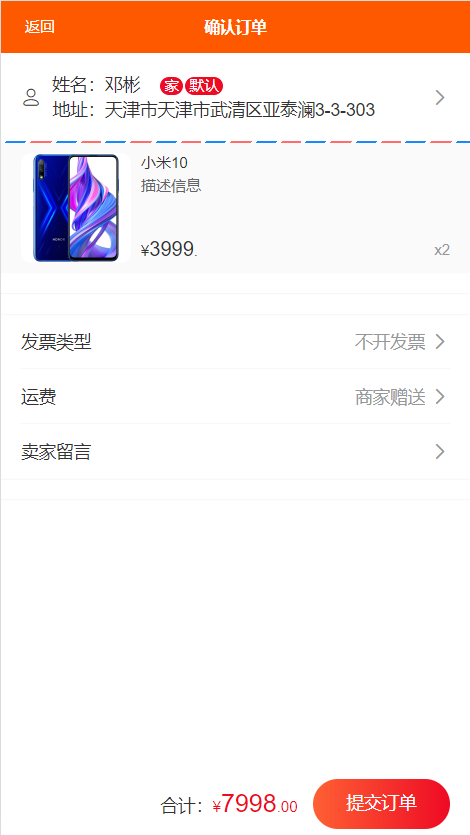 返回
确认订单
姓名：邓彬 家 默认
地址：天津市天津市武清区亚泰澜3-3-303
小米10
描述信息
HONOR
¥3999.
x2
发票类型 不开发票
运费 商家赠送
卖家留言
合计：¥7998.00
提交订单